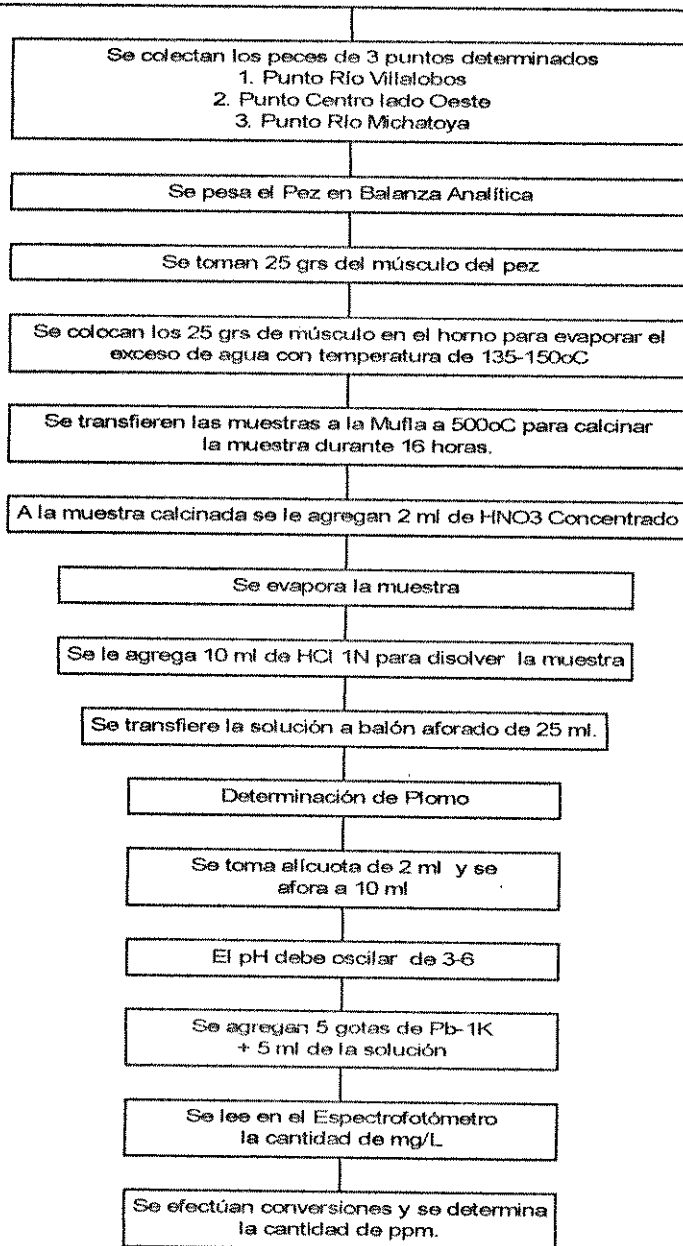 Se colectan los peces de 3 puntos determinados
1. Punto Río Villalobos
2. Punto Centro lado Oeste
3. Punto Río Michatoya
Se pesa el Pez en Balanza Analítica
Se toman 25 grs del músculo del pez
Se colocan los 25 grs de músculo en el horno para evaporar el
exceso de agua con temperatura de 135-150oC
Se transfieren las muestras a la Mufla a 500oC para calcinar
la muestra durante 16 horas.
A la muestra calcinada se le agregan 2 ml de HNO3 Concentrado
Se evapora la muestra
Se le agrega 10 ml de HCl 1N para disolver la muestra
Se transfiere la solución a balón aforado de 25 ml.
Determinación de Plomo
Se toma alícuota de 2 ml y se
afora a 10 ml
El pH debe oscilar de 3-6
Se agregan 5 gotas de Pb-1K
+ 5 ml de la solución
Se lee en el Espectrofotómetro
la cantidad de mg/L
Se efectúan conversiones y se determina
la cantidad de ppm.